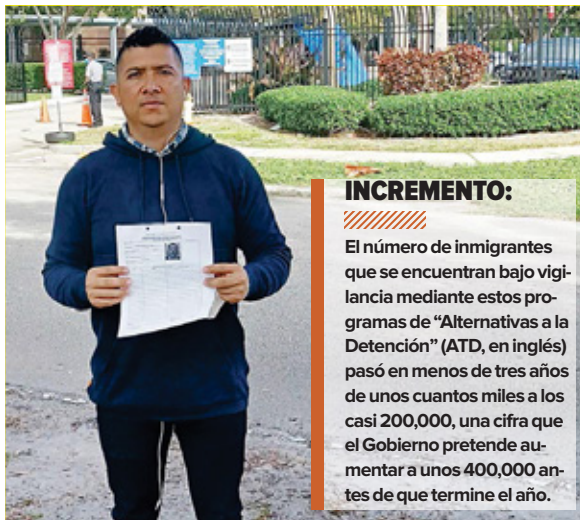 INCREMENTO:
El número de inmigrantes
que se encuentran bajo vigi-
lancia mediante estos pro-
gramas de “Alternativas a la
Detención” (ATD, en inglés)
pasó en menos de tres años
de unos cuantos miles a los
casi 200,000, una cifra que
el Gobierno pretende au-
mentar a unos 400,000 an-
tes de que termine el año.